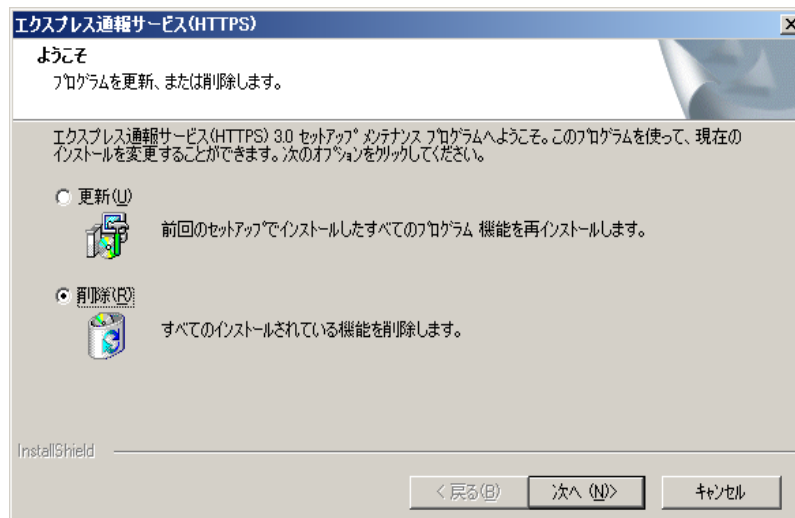 エクスプレス通報サービス(HTTPS)
ようこそ
プログラムを更新、または削除します。
エクスプレス通報サービス(HTTPS) 3.0 セットアップ メンテナンス プログラムへようこそ。このプログラムを使って、現在の
インストールを変更することができます。次のオプションをクリックしてください。
更新(U)
前回のセットアップでインストールしたすべてのプログラム 機能を再インストールします。
削除(R)
すべてのインストールされている機能を削除します。
InstallShield
< 戻る(B)
次へ (N)>
キャンセル